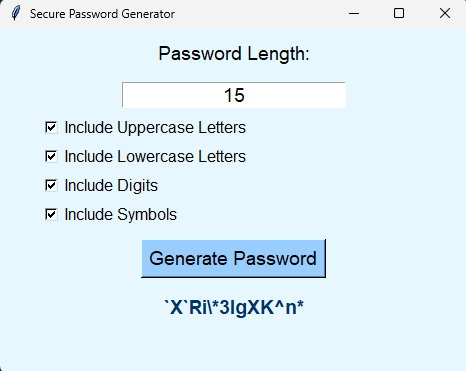 Secure Password Generator
Password Length:
15
Include Uppercase Letters
Include Lowercase Letters
Include Digits
Include Symbols
Generate Password
`X`Ri\*3lgXK^n*